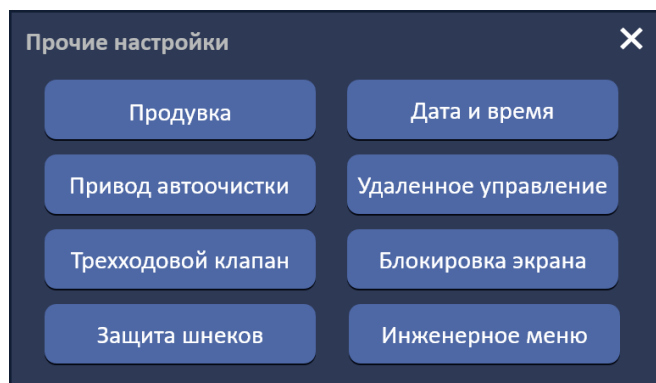 Прочие настройки
Продувка
Дата и время
Привод автоочистки
Удаленное управление
Трехходовой клапан
Блокировка экрана
Защита шнеков
Инженерное меню